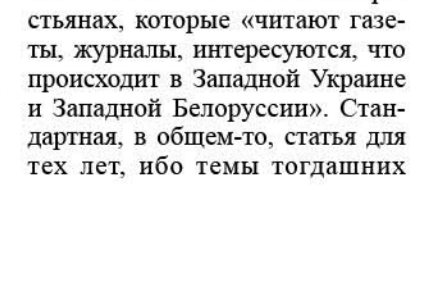 стьянах, которые «читают газе-
ты, журналы, интересуются, что
происходит в Западной Украине
и Западной Белоруссии». Стан-
дартная, в общем-то, статья для
тех лет, ибо темы тогдашних